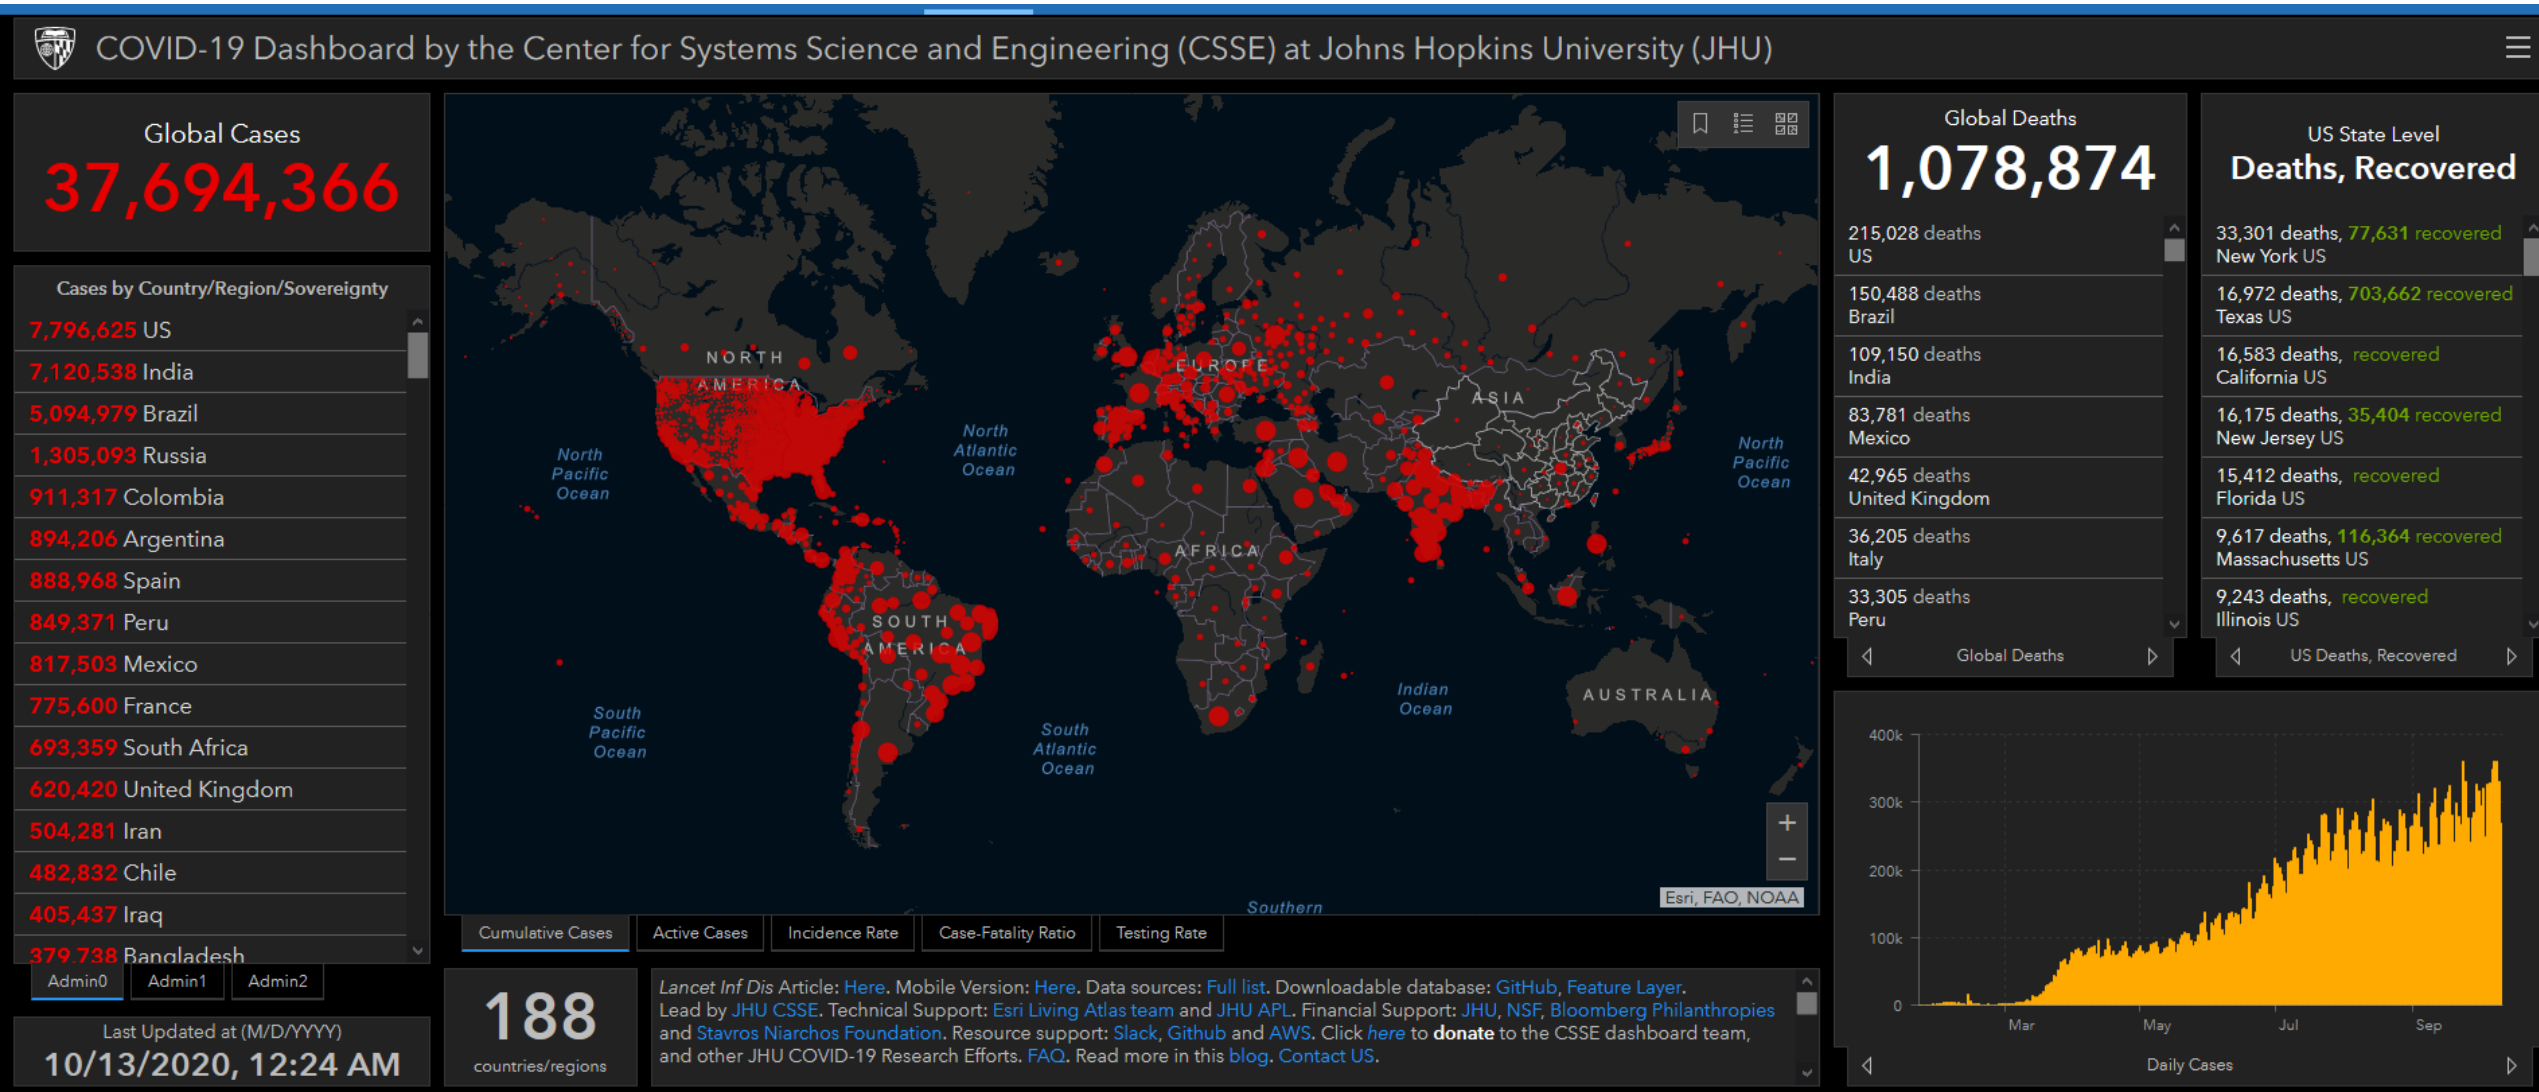 COVID-19 Dashboard by the Center for Systems Science and Engineering (CSSE) at Johns Hopkins University (JHU)
Global Cases
37,694,366
Cases by Country/Region/Sovereignty
7,796,625 US
7,120,538 India
5,094,979 Brazil
1,305,093 Russia
911,317 Colombia
894,206 Argentina
888,968 Spain
849,371 Peru
817,503 Mexico
775,600 France
693,359 South Africa
620,420 United Kingdom
504,281 Iran
482,832 Chile
405,437 Iraq
379,738 Bangladesh
Admin0
Admin1
Admin2
Last Updated at (M/D/YYYY)
10/13/2020, 12:24 AM
NORTH
AMERICA
EUROPE
ASIA
North
Pacific
Ocean
North
Atlantic
Ocean
North
Pacific
Ocean
AFRICA
SOUTH
AMERICA
AUSTRALIA
Indian
Ocean
South
Pacific
Ocean
South
Atlantic
Ocean
Southern
+
−
Esri, FAO, NOAA
Cumulative Cases
Active Cases
Incidence Rate
Case-Fatality Ratio
Testing Rate
188
countries/regions
Lancet Inf Dis Article: Here. Mobile Version: Here. Data sources: Full list. Downloadable database: GitHub, Feature Layer.
Lead by JHU CSSE. Technical Support: Esri Living Atlas team and JHU APL. Financial Support: JHU, NSF, Bloomberg Philanthropies
and Stavros Niarchos Foundation. Resource support: Slack, Github and AWS. Click here to donate to the CSSE dashboard team,
and other JHU COVID-19 Research Efforts. FAQ. Read more in this blog. Contact US.
Global Deaths
1,078,874
215,028 deaths
US
150,488 deaths
Brazil
109,150 deaths
India
83,781 deaths
Mexico
42,965 deaths
United Kingdom
36,205 deaths
Italy
33,305 deaths
Peru
Global Deaths
US State Level
Deaths, Recovered
33,301 deaths, 77,631 recovered
New York US
16,972 deaths, 703,662 recovered
Texas US
16,583 deaths, recovered
California US
16,175 deaths, 35,404 recovered
New Jersey US
15,412 deaths, recovered
Florida US
9,617 deaths, 116,364 recovered
Massachusetts US
9,243 deaths, recovered
Illinois US
US Deaths, Recovered
400k
300k
200k
100k
0
Mar
May
Jul
Sep
Daily Cases